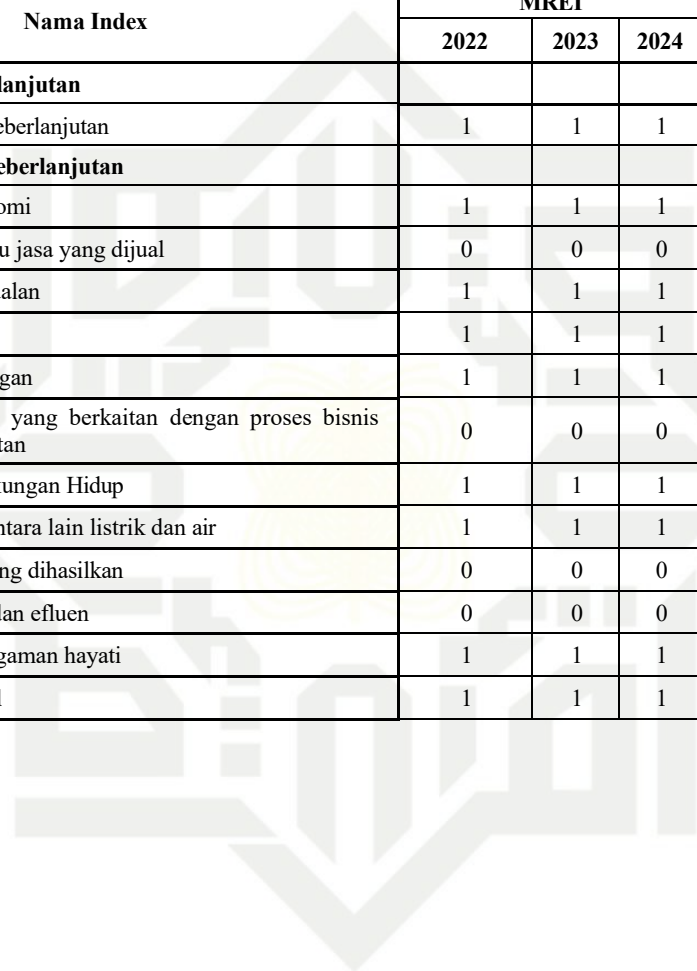 Nama Index MREI
2022 2023 2024
lanjutan
eberlanjutan 1 1 1
eberlanjutan
omi 1 1 1
u jasa yang dijual 0 0 0
alan 1 1 1
1 1 1
gan 1 1 1
yang berkaitan dengan proses bisnis
tan 0 0 0
kungan Hidup 1 1 1
ntara lain listrik dan air 1 1 1
ng dihasilkan 0 0 0
dan efluen 0 0 0
gaman hayati 1 1 1
l 1 1 1